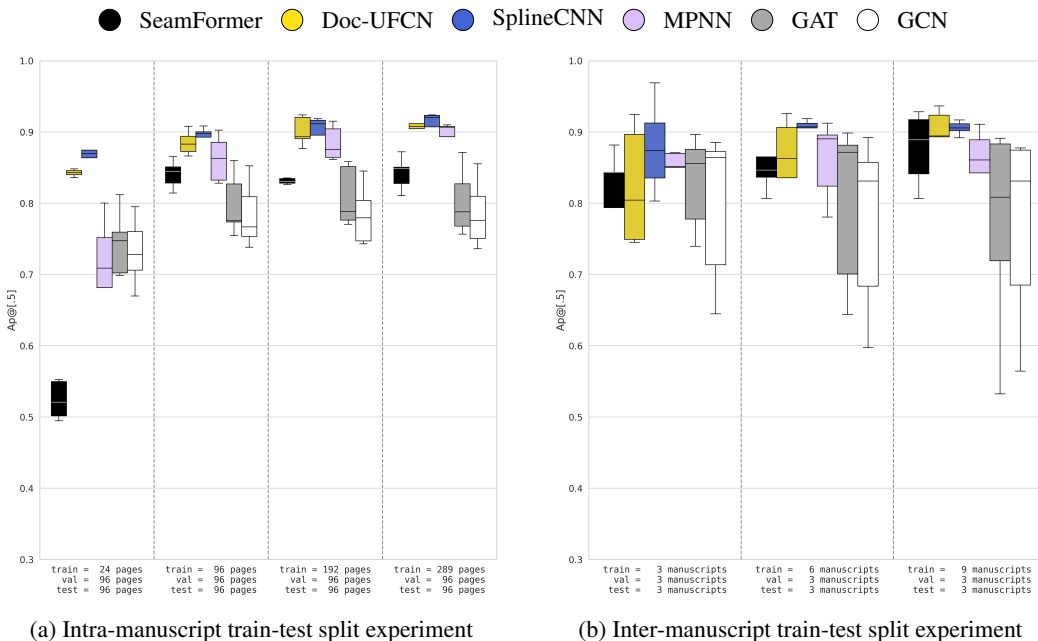 SeamFormer Doc-UFCN SplineCNN MPNN GAT GCN
1.0
0.9
0.8
0.7
0.6
0.5
0.4
0.3
Ap@[.5]
train = 24 pages
val = 96 pages
test = 96 pages
train = 96 pages
val = 96 pages
test = 96 pages
train = 192 pages
val = 96 pages
test = 96 pages
train = 289 pages
val = 96 pages
test = 96 pages
(a) Intra-manuscript train-test split experiment
1.0
0.9
0.8
0.7
0.6
0.5
0.4
0.3
Ap@[.5]
train = 3 manuscripts
val = 3 manuscripts
test = 3 manuscripts
train = 6 manuscripts
val = 3 manuscripts
test = 3 manuscripts
train = 9 manuscripts
val = 3 manuscripts
test = 3 manuscripts
(b) Inter-manuscript train-test split experiment